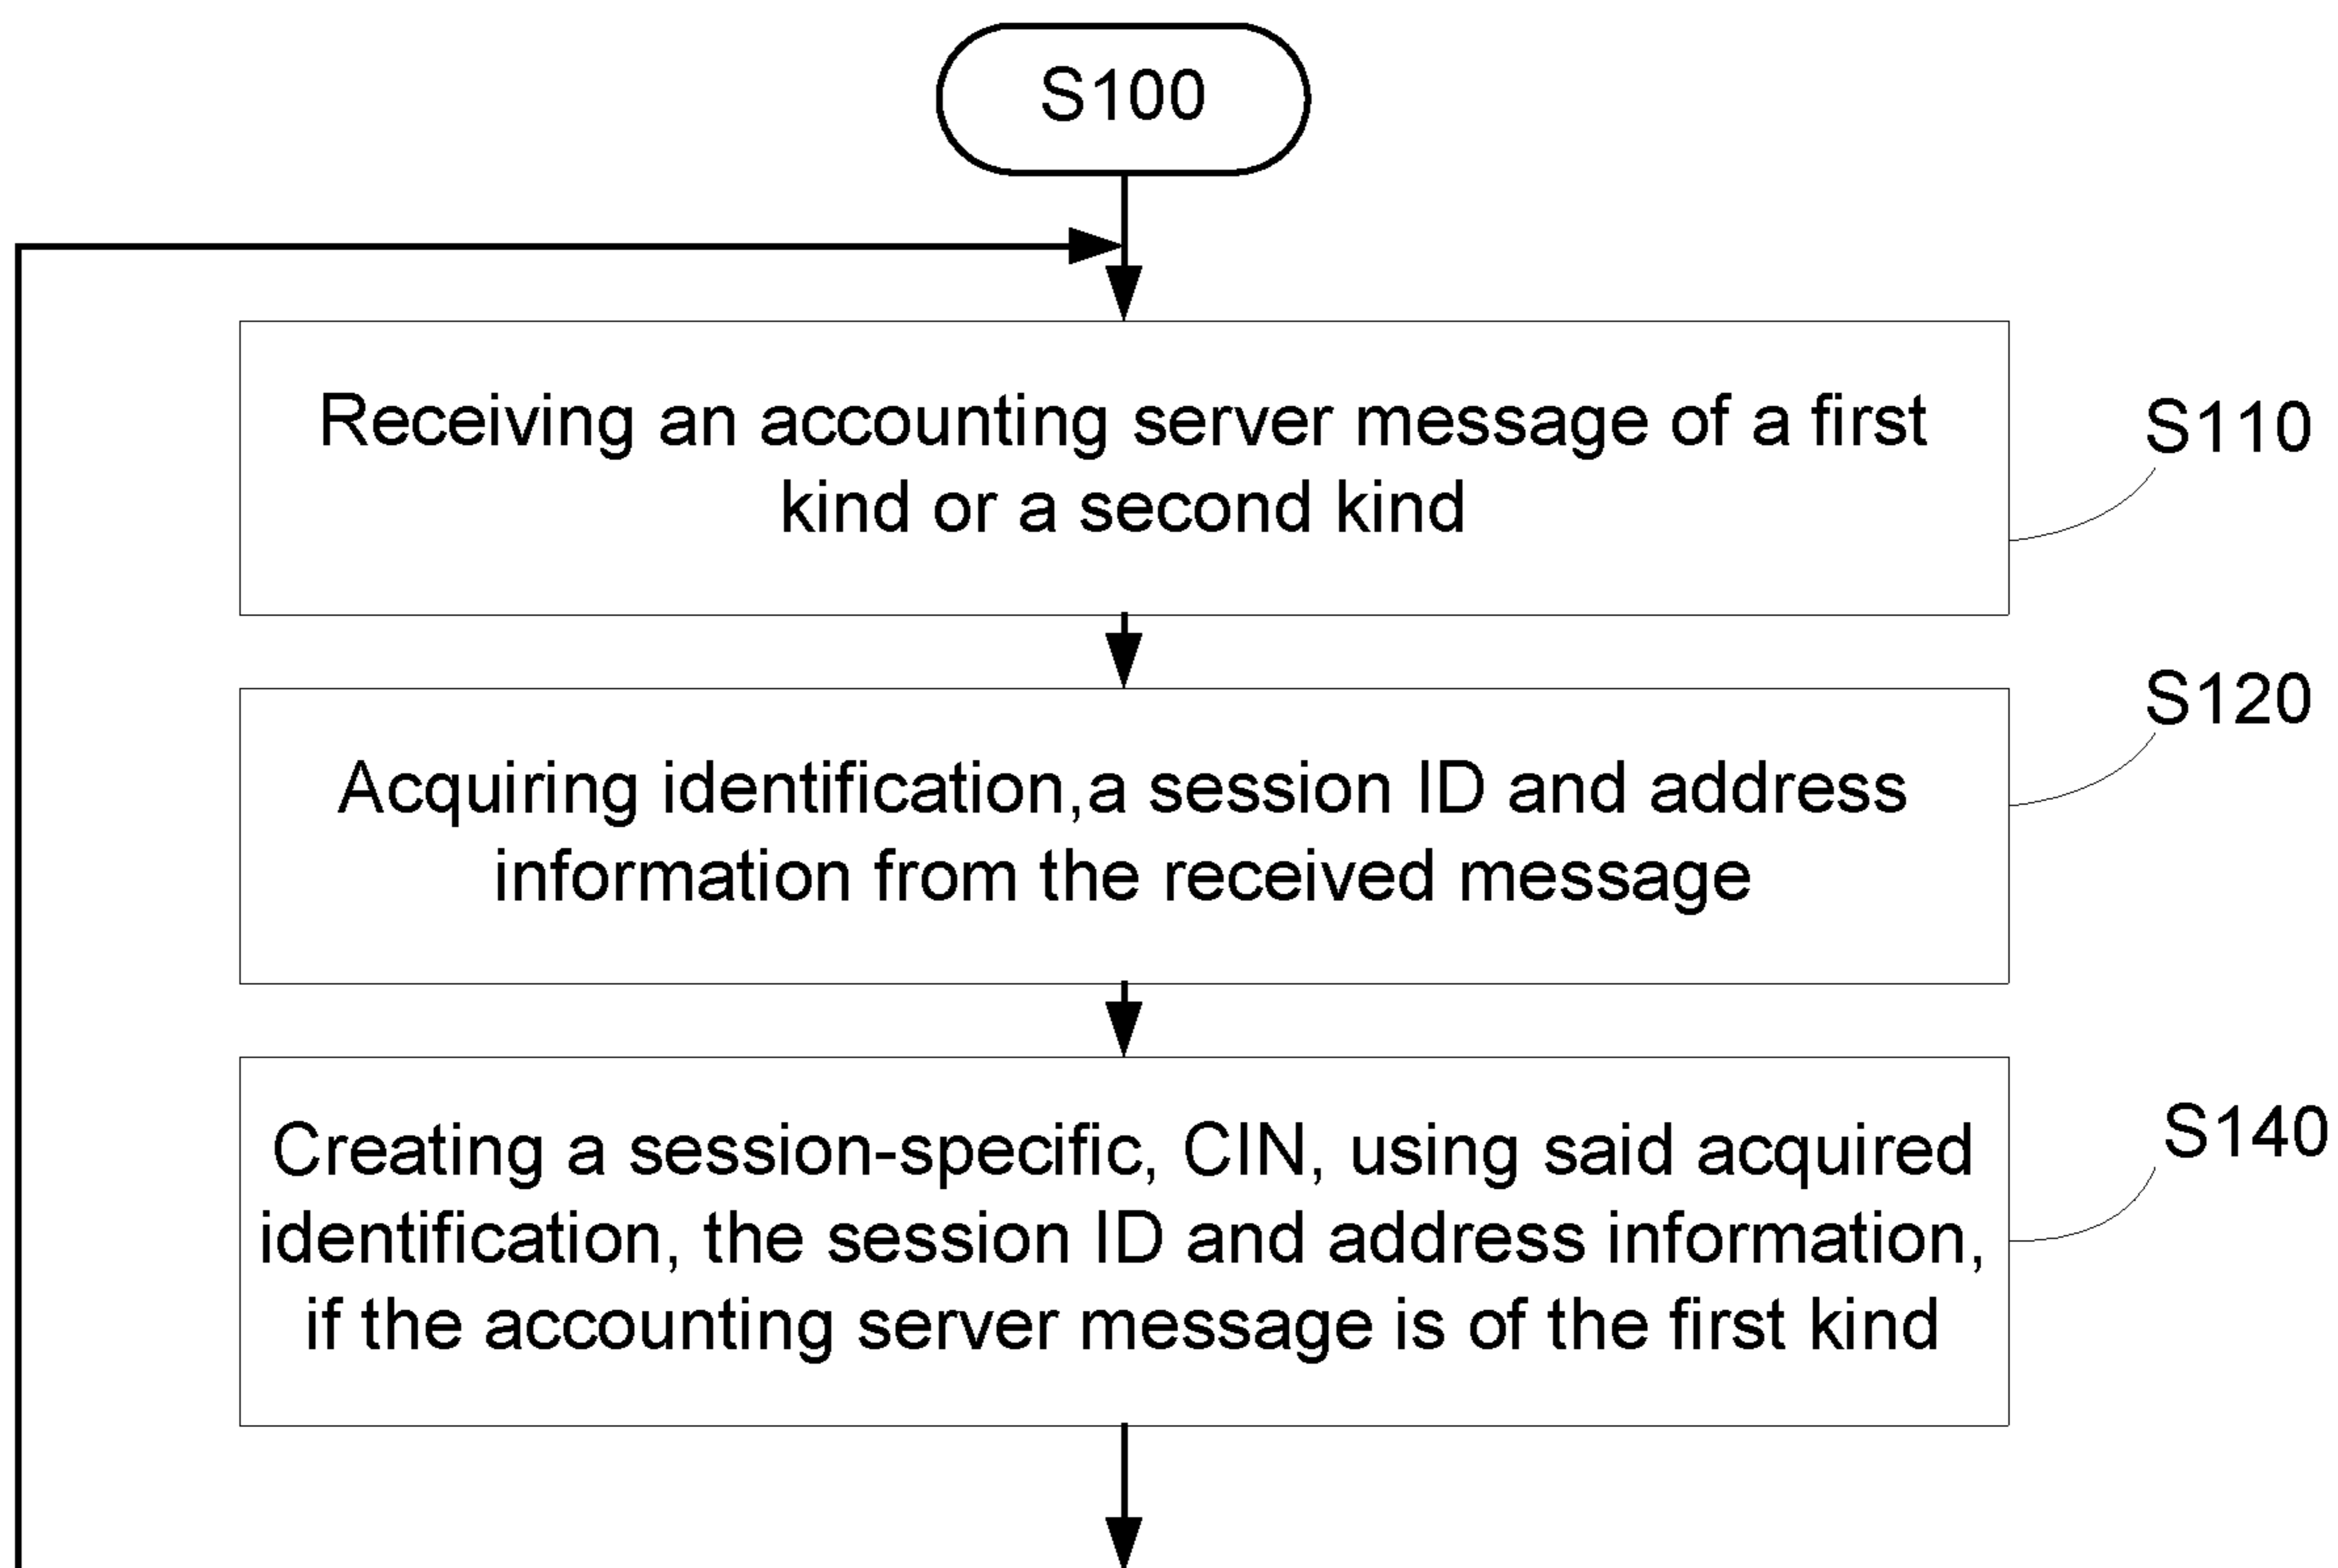 S100
Receiving an accounting server message of a first
kind or a second kind
S110
Acquiring identification,a session ID and address
information from the received message
S120
Creating a session-specific, CIN, using said acquired
identification, the session ID and address information,
if the accounting server message is of the first kind
S140